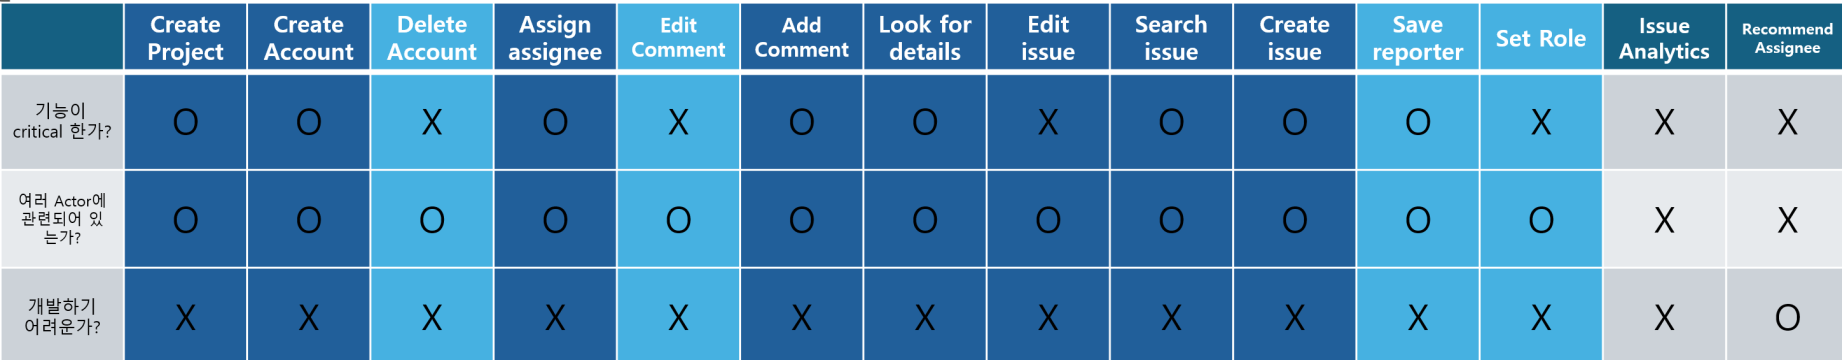 Create Project
Create Account
Delete Account
Assign assignee
Edit Comment
Add Comment
Look for details
Edit issue
Search issue
Create issue
Save reporter
Set Role
Issue Analytics
Recommend Assignee
기능이
critical 한가?
O O X O X O O X O O O X X X
여러 Actor에
관련되어 있
는가?
O O O O O O O O O O O O X X
개발하기
어려운가?
X X X X X X X X X X X X X O